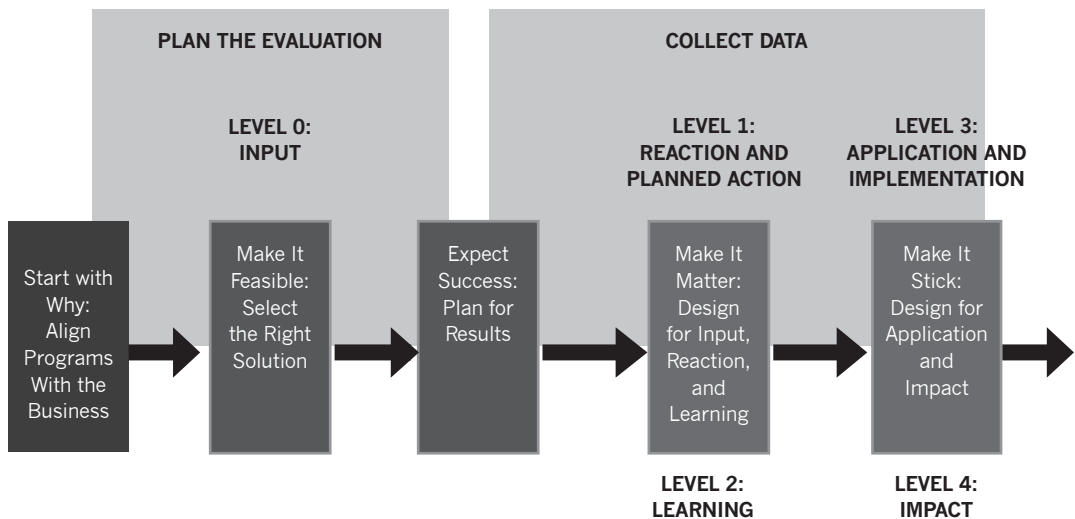 PLAN THE EVALUATION
COLLECT DATA
LEVEL 0:
INPUT
LEVEL 1:
REACTION AND
PLANNED ACTION
LEVEL 3:
APPLICATION AND
IMPLEMENTATION
Start with
Why:
Align
Programs
With the
Business
Make It
Feasible:
Select
the Right
Solution
Expect
Success:
Plan for
Results
Make It
Matter:
Design
for Input,
Reaction,
and
Learning
Make It
Stick:
Design for
Application
and
Impact
LEVEL 2:
LEARNING
LEVEL 4:
IMPACT